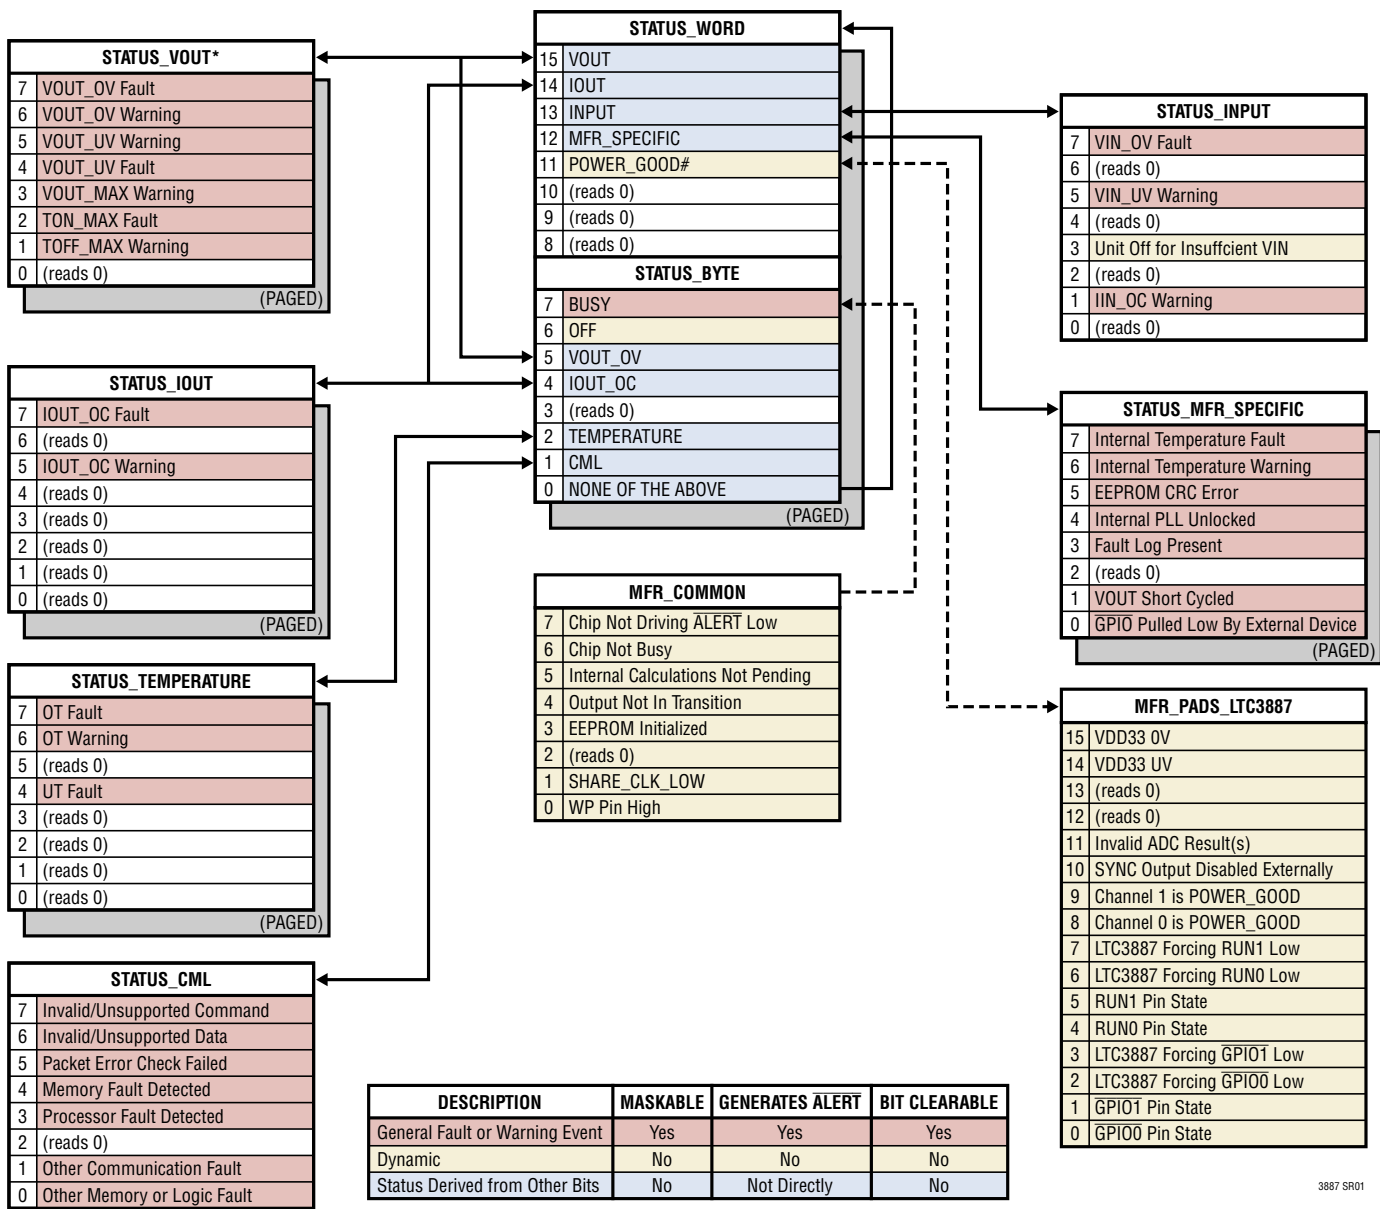 STATUS_VOUT*
7 VOUT_OV Fault
6 VOUT_OV Warning
5 VOUT_UV Warning
4 VOUT_UV Fault
3 VOUT_MAX Warning
2 TON_MAX Fault
1 TOFF_MAX Warning
0 (reads 0)
(PAGED)
STATUS_IOUT
7 IOUT_OC Fault
6 (reads 0)
5 IOUT_OC Warning
4 (reads 0)
3 (reads 0)
2 (reads 0)
1 (reads 0)
0 (reads 0)
(PAGED)
STATUS_TEMPERATURE
7 OT Fault
6 OT Warning
5 (reads 0)
4 UT Fault
3 (reads 0)
2 (reads 0)
1 (reads 0)
0 (reads 0)
(PAGED)
STATUS_CML
7 Invalid/Unsupported Command
6 Invalid/Unsupported Data
5 Packet Error Check Failed
4 Memory Fault Detected
3 Processor Fault Detected
2 (reads 0)
1 Other Communication Fault
0 Other Memory or Logic Fault
STATUS_WORD
15 VOUT
14 IOUT
13 INPUT
12 MFR_SPECIFIC
11 POWER_GOOD#
10 (reads 0)
9 (reads 0)
8 (reads 0)
STATUS_BYTE
7 BUSY
6 OFF
5 VOUT_OV
4 IOUT_OC
3 (reads 0)
2 TEMPERATURE
1 CML
0 NONE OF THE ABOVE
(PAGED)
MFR_COMMON
7 Chip Not Driving ALERT Low
6 Chip Not Busy
5 Internal Calculations Not Pending
4 Output Not In Transition
3 EEPROM Initialized
2 (reads 0)
1 SHARE_CLK_LOW
0 WP Pin High
STATUS_INPUT
7 VIN_OV Fault
6 (reads 0)
5 VIN_UV Warning
4 (reads 0)
3 Unit Off for Insuffcient VIN
2 (reads 0)
1 IIN_OC Warning
0 (reads 0)
STATUS_MFR_SPECIFIC
7 Internal Temperature Fault
6 Internal Temperature Warning
5 EEPROM CRC Error
4 Internal PLL Unlocked
3 Fault Log Present
2 (reads 0)
1 VOUT Short Cycled
0 GPIO Pulled Low By External Device
(PAGED)
MFR_PADS_LTC3887
15 VDD33 OV
14 VDD33 UV
13 (reads 0)
12 (reads 0)
11 Invalid ADC Result(s)
10 SYNC Output Disabled Externally
9 Channel 1 is POWER_GOOD
8 Channel 0 is POWER_GOOD
7 LTC3887 Forcing RUN1 Low
6 LTC3887 Forcing RUN0 Low
5 RUN1 Pin State
4 RUN0 Pin State
3 LTC3887 Forcing GPIO1 Low
2 LTC3887 Forcing GPIO0 Low
1 GPIO1 Pin State
0 GPIO0 Pin State
DESCRIPTION MASKABLE GENERATES ALERT BIT CLEARABLE
General Fault or Warning Event Yes Yes Yes
Dynamic No No No
Status Derived from Other Bits No Not Directly No
3887 SR01